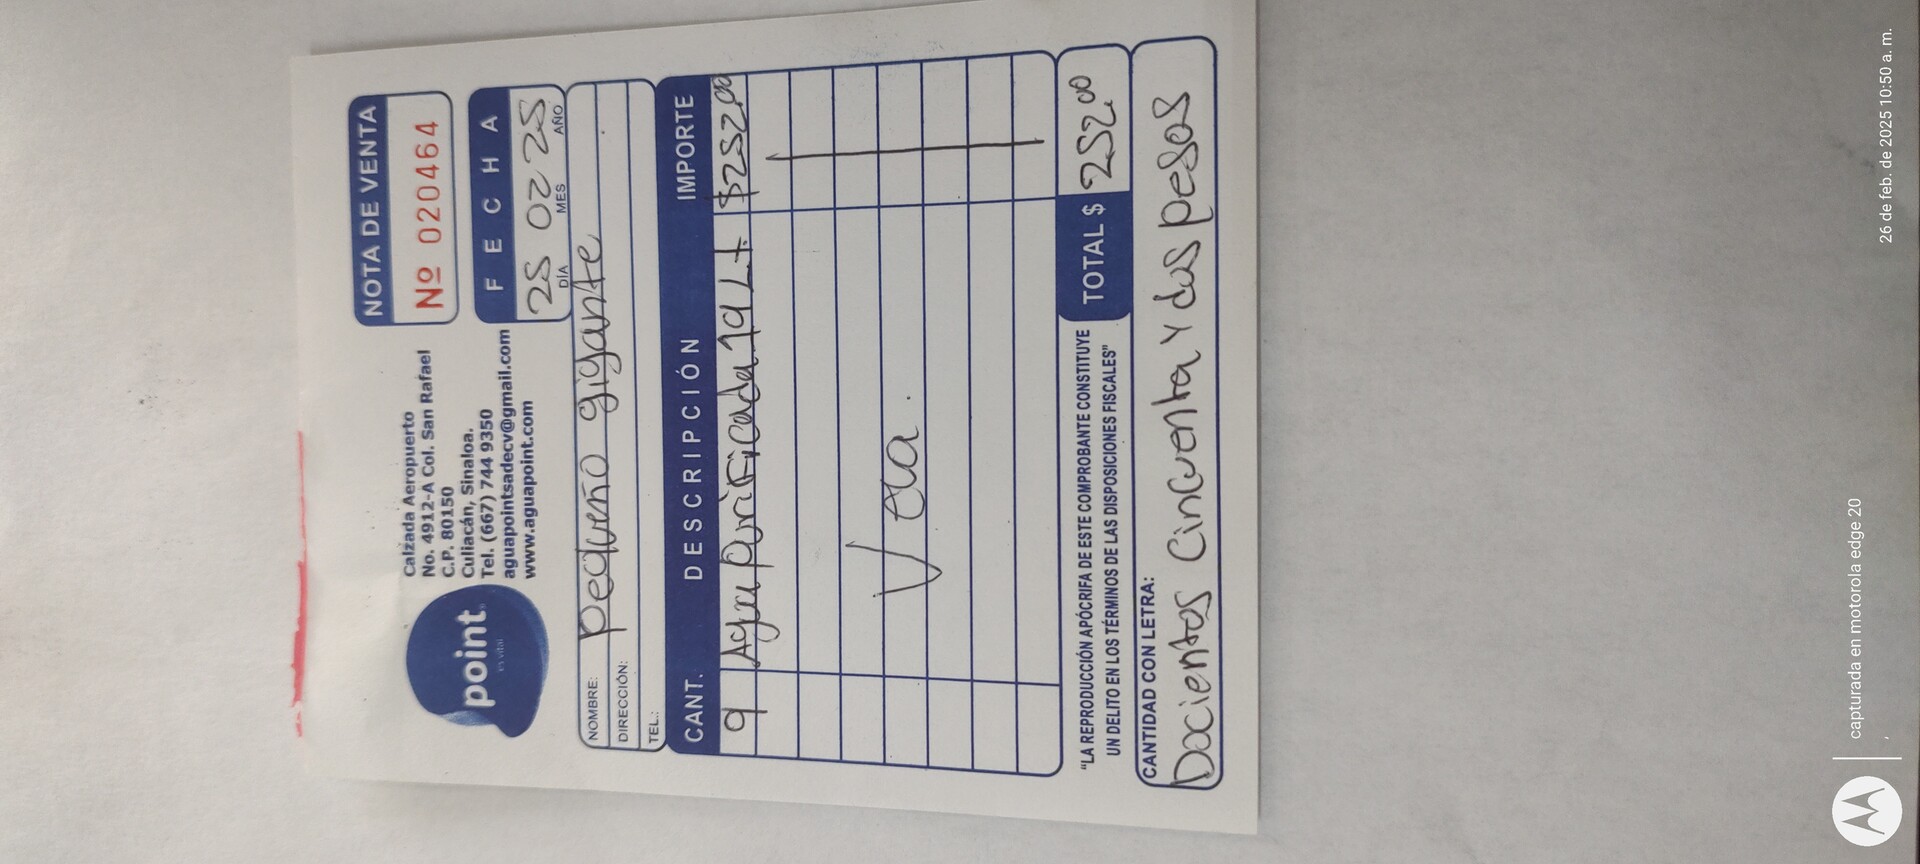 point
es vital
Calzada Aeropuerto
No. 4912-A Col. San Rafael
C.P. 80150
Culiacán, Sinaloa.
Tel. (667) 744 9350
aguapointsadecv@gmail.com
www.aguapoint.com
NOTA DE VENTA
Nº 020464
FECHA
25 02 25
DÍA MES AÑO
NOMBRE: pequeño gigante
DIRECCIÓN:
TEL.:
CANT. DESCRIPCIÓN IMPORTE
9 Agua purificada 19 Lt. $252.00
TOTAL $ 252.00
"LA REPRODUCCIÓN APÓCRIFA DE ESTE COMPROBANTE CONSTITUYE
UN DELITO EN LOS TÉRMINOS DE LAS DISPOSICIONES FISCALES"
CANTIDAD CON LETRA:
Docientos Cincuenta y dos pesos
capturada en motorola edge 20
26 de feb. de 2025 10:50 a. m.